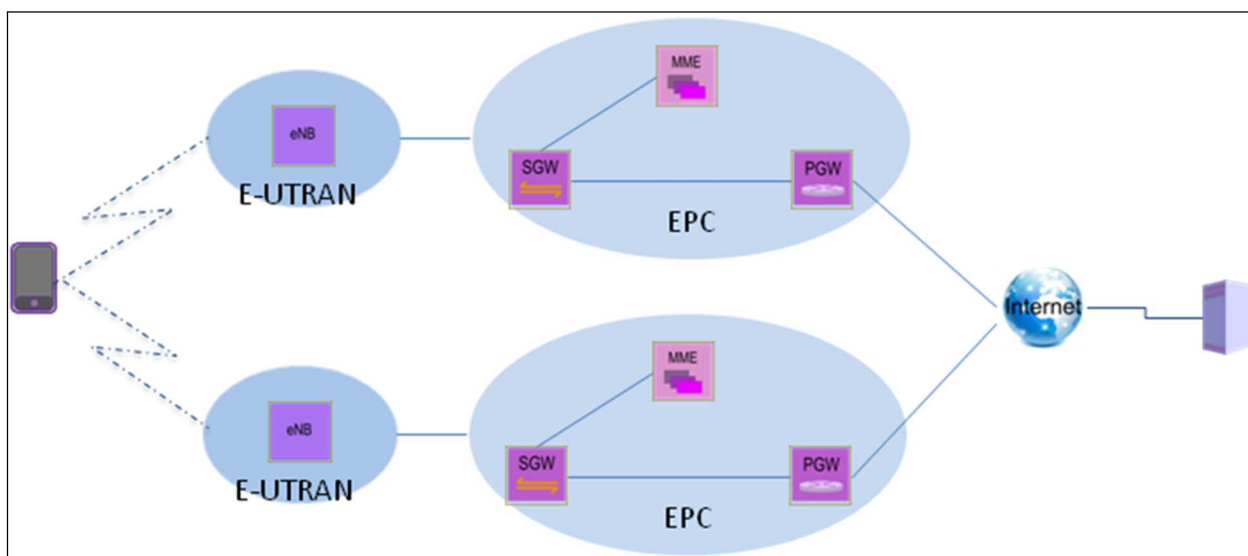 MME
eNB
SGW
PGW
E-UTRAN
EPC
Internet
MME
eNB
SGW
PGW
E-UTRAN
EPC